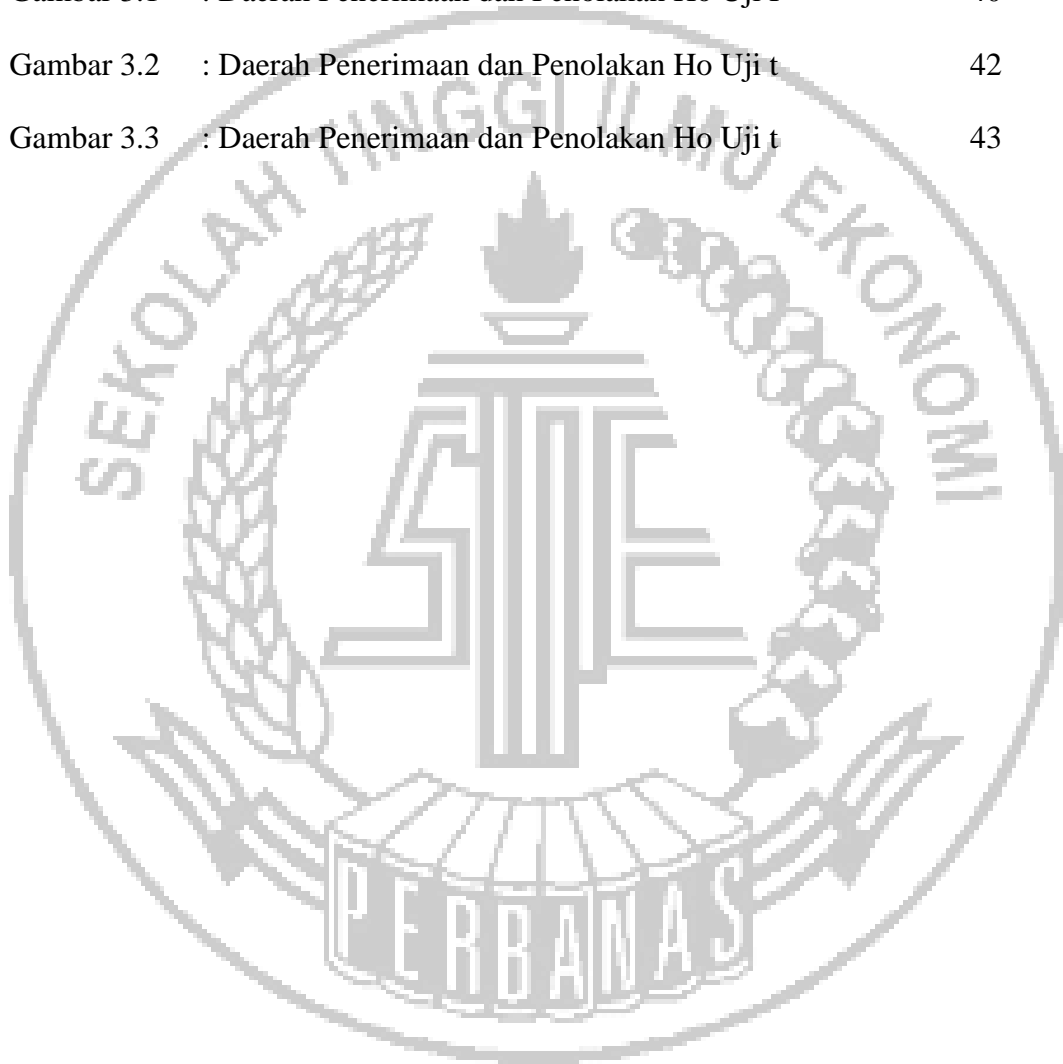 Gambar 3.2 : Daerah Penerimaan dan Penolakan Ho Uji t 42
Gambar 3.3 : Daerah Penerimaan dan Penolakan Ho Uji t 43
SEKOLAH TINGGI ILMU EKONOMI
STIE
PERBANAS